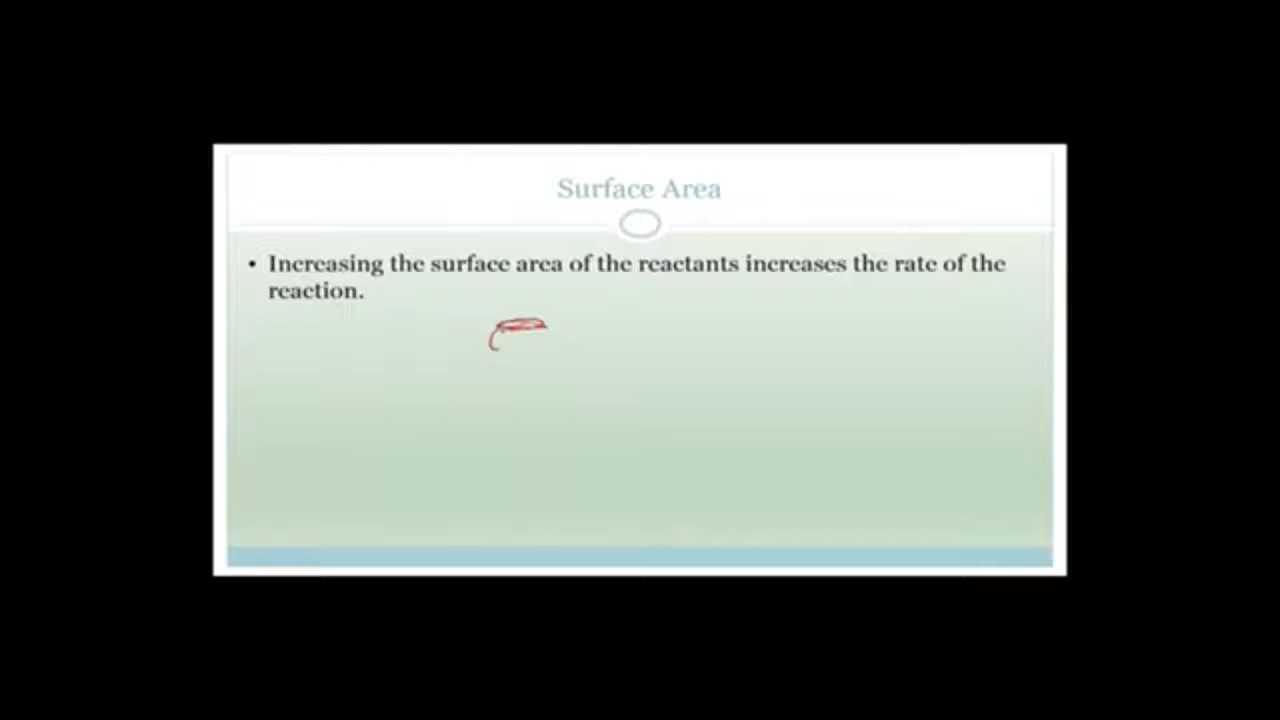 Surface Area
• Increasing the surface area of the reactants increases the rate of the
reaction.